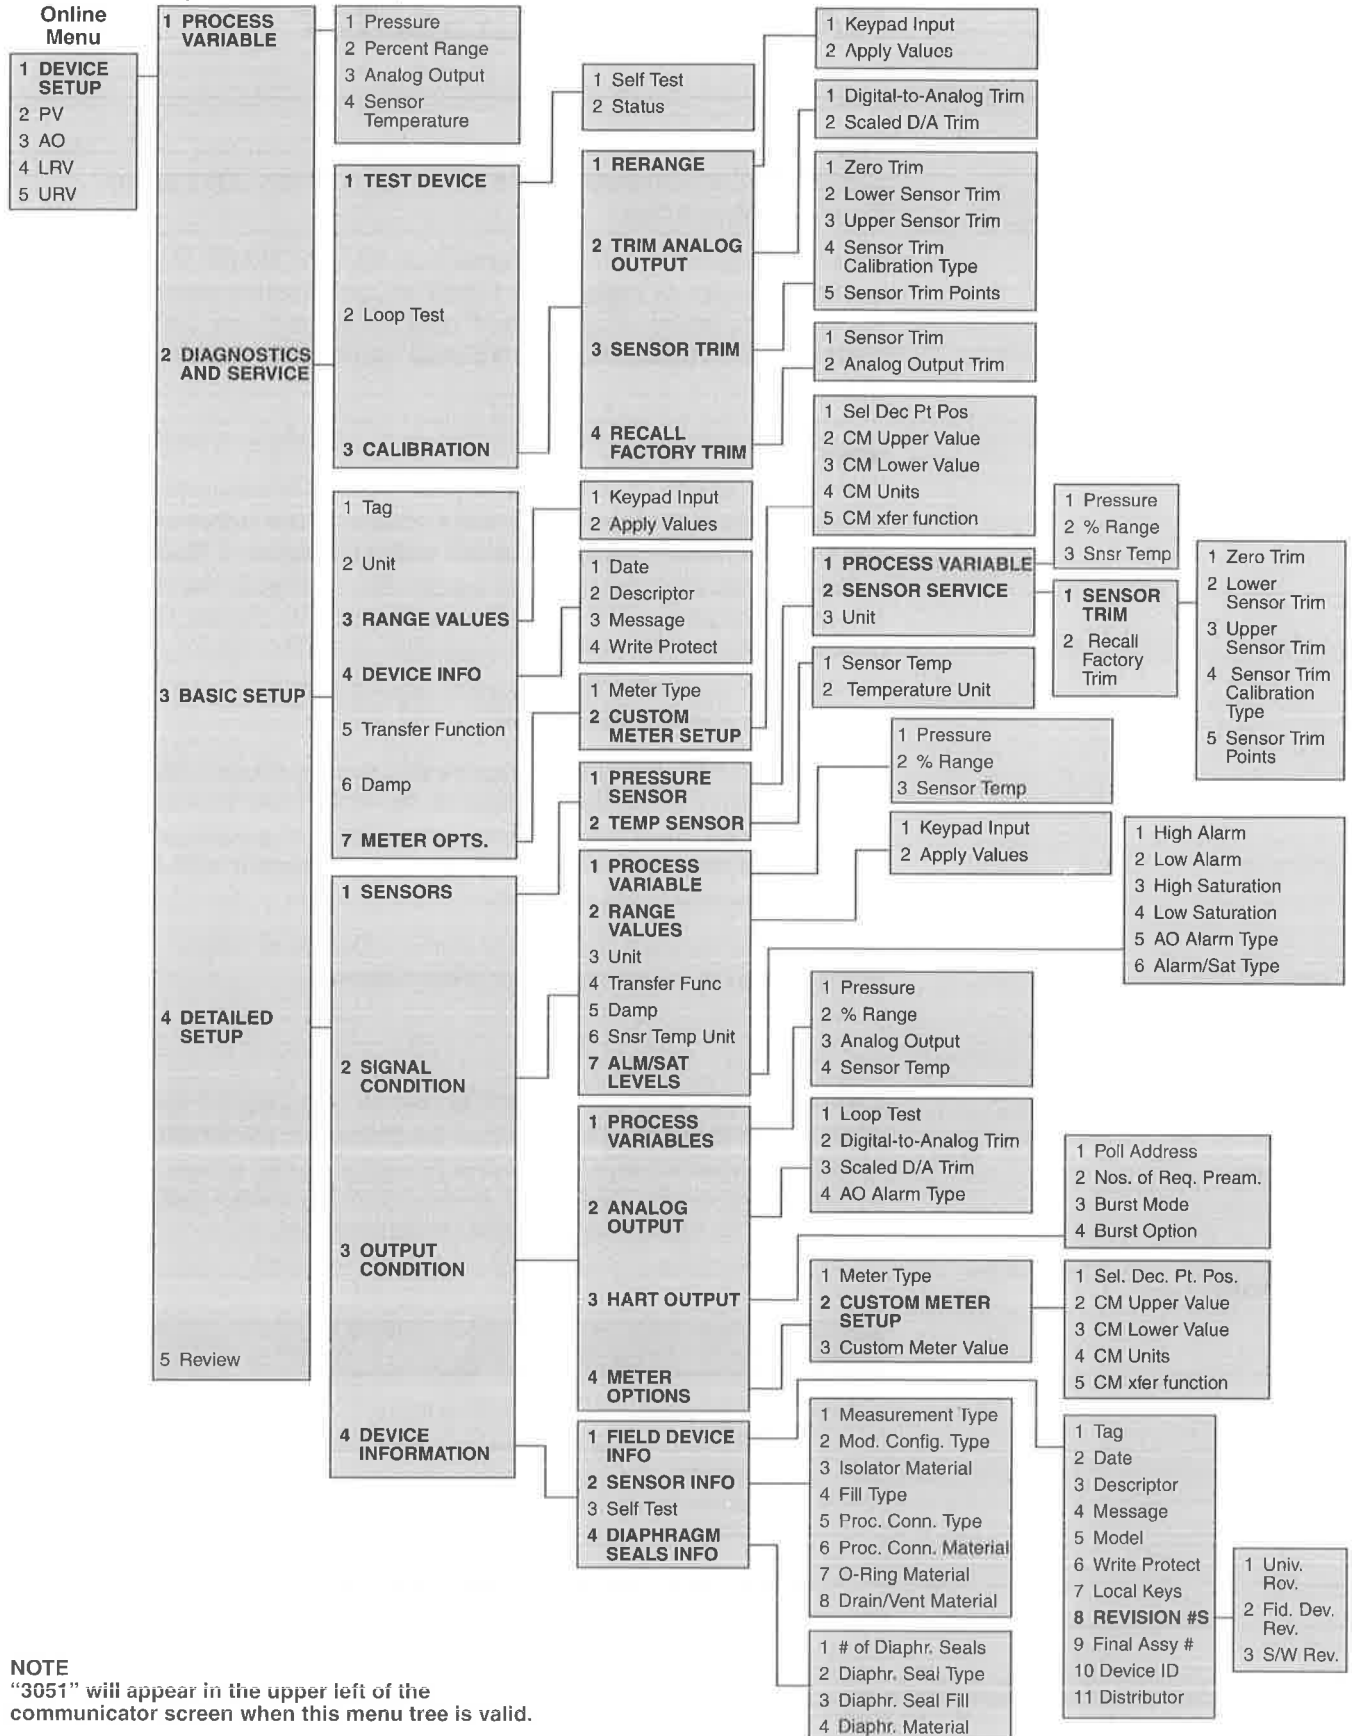 Online
Menu
1 DEVICE
SETUP
2 PV
3 AO
4 LRV
5 URV
1 PROCESS
VARIABLE
2 DIAGNOSTICS
AND SERVICE
3 BASIC SETUP
4 DETAILED
SETUP
5 Review
1 Pressure
2 Percent Range
3 Analog Output
4 Sensor
Temperature
1 TEST DEVICE
2 Loop Test
3 CALIBRATION
1 Self Test
2 Status
1 RERANGE
2 TRIM ANALOG
OUTPUT
3 SENSOR TRIM
4 RECALL
FACTORY TRIM
1 Keypad Input
2 Apply Values
1 Digital-to-Analog Trim
2 Scaled D/A Trim
1 Zero Trim
2 Lower Sensor Trim
3 Upper Sensor Trim
4 Sensor Trim
Calibration Type
5 Sensor Trim Points
1 Sensor Trim
2 Analog Output Trim
1 Tag
2 Unit
3 RANGE VALUES
4 DEVICE INFO
5 Transfer Function
6 Damp
7 METER OPTS.
1 Keypad Input
2 Apply Values
1 Date
2 Descriptor
3 Message
4 Write Protect
1 Meter Type
2 CUSTOM
METER SETUP
1 Sel Dec Pt Pos
2 CM Upper Value
3 CM Lower Value
4 CM Units
5 CM xfer function
1 SENSORS
2 SIGNAL
CONDITION
3 OUTPUT
CONDITION
4 DEVICE
INFORMATION
1 PRESSURE
SENSOR
2 TEMP SENSOR
1 PROCESS VARIABLE
2 SENSOR SERVICE
3 Unit
1 Pressure
2 % Range
3 Snsr Temp
1 SENSOR
TRIM
2 Recall
Factory
Trim
1 Zero Trim
2 Lower
Sensor Trim
3 Upper
Sensor Trim
4 Sensor Trim
Calibration
Type
5 Sensor Trim
Points
1 Sensor Temp
2 Temperature Unit
1 PROCESS
VARIABLE
2 RANGE
VALUES
3 Unit
4 Transfer Func
5 Damp
6 Snsr Temp Unit
7 ALM/SAT
LEVELS
1 Pressure
2 % Range
3 Sensor Temp
1 Keypad Input
2 Apply Values
1 High Alarm
2 Low Alarm
3 High Saturation
4 Low Saturation
5 AO Alarm Type
6 Alarm/Sat Type
1 PROCESS
VARIABLES
2 ANALOG
OUTPUT
3 HART OUTPUT
4 METER
OPTIONS
1 Pressure
2 % Range
3 Analog Output
4 Sensor Temp
1 Loop Test
2 Digital-to-Analog Trim
3 Scaled D/A Trim
4 AO Alarm Type
1 Poll Address
2 Nos. of Req. Pream.
3 Burst Mode
4 Burst Option
1 Meter Type
2 CUSTOM METER
SETUP
3 Custom Meter Value
1 Sel. Dec. Pt. Pos.
2 CM Upper Value
3 CM Lower Value
4 CM Units
5 CM xfer function
1 FIELD DEVICE
INFO
2 SENSOR INFO
3 Self Test
4 DIAPHRAGM
SEALS INFO
1 Measurement Type
2 Mod. Config. Type
3 Isolator Material
4 Fill Type
5 Proc. Conn. Type
6 Proc. Conn. Material
7 O-Ring Material
8 Drain/Vent Material
1 Tag
2 Date
3 Descriptor
4 Message
5 Model
6 Write Protect
7 Local Keys
8 REVISION #S
9 Final Assy #
10 Device ID
11 Distributor
1 Univ.
Rev.
2 Fld. Dev.
Rev.
3 S/W Rev.
1 # of Diaphr. Seals
2 Diaphr. Seal Type
3 Diaphr. Seal Fill
4 Diaphr. Material
NOTE
“3051” will appear in the upper left of the
communicator screen when this menu tree is valid.